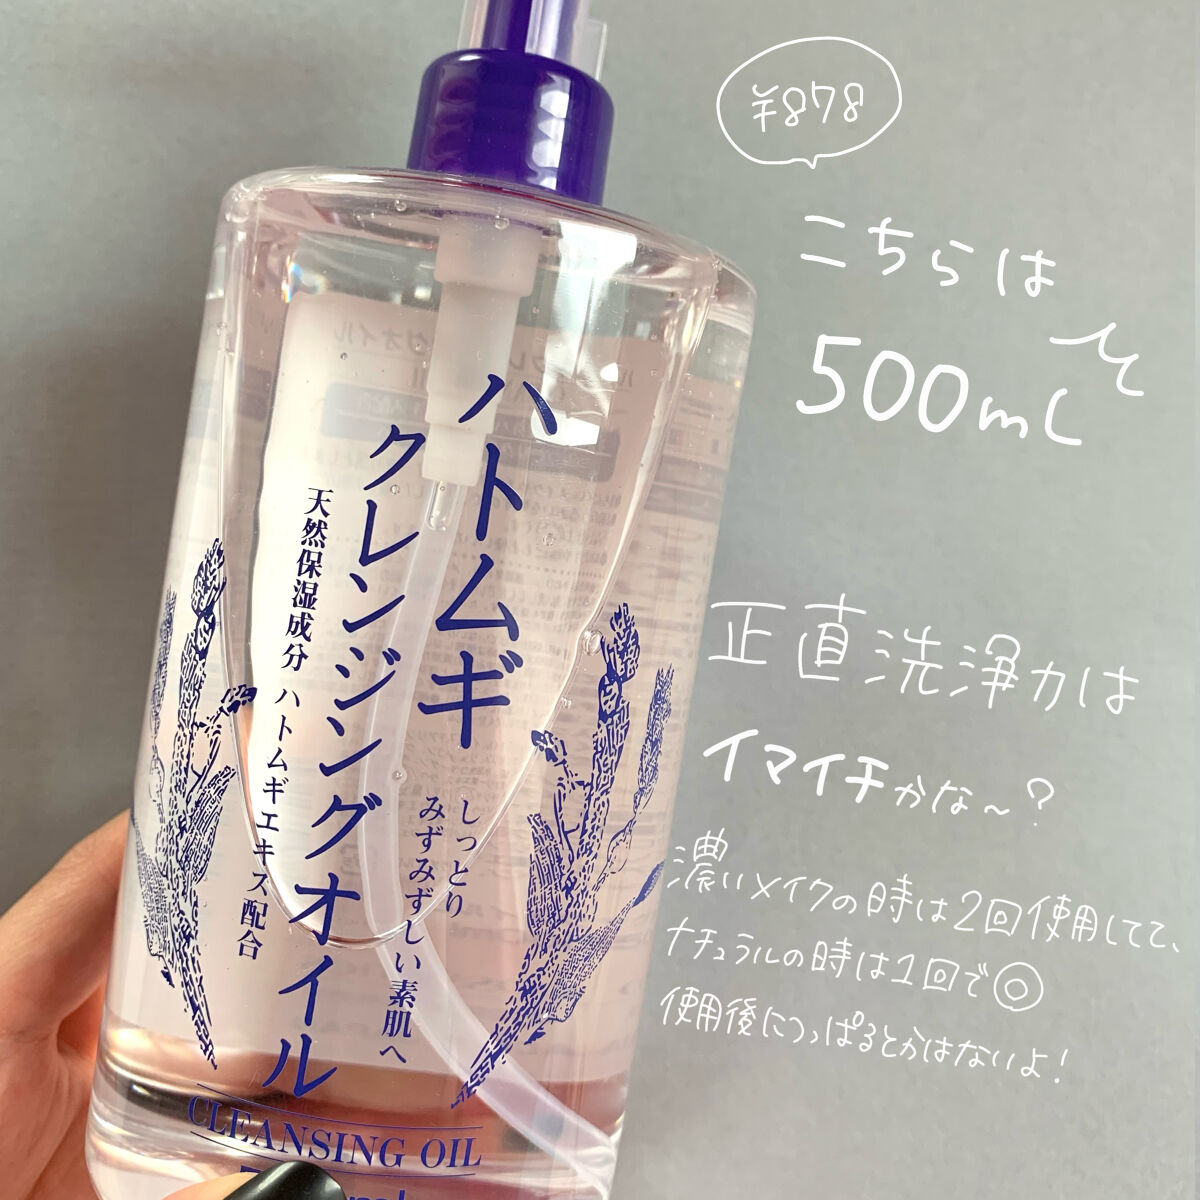 ¥878
こちらは
500mL
正直洗浄力は
イマイチかな〜?
濃いメイクの時は2回使用してて、
ナチュラルの時は1回で◎
使用後につっぱるとかはないよ!
ハトムギ
クレンジングオイル
天然保湿成分 ハトムギエキス配合
しっとり
みずみずしい素肌へ
CLEANSING OIL